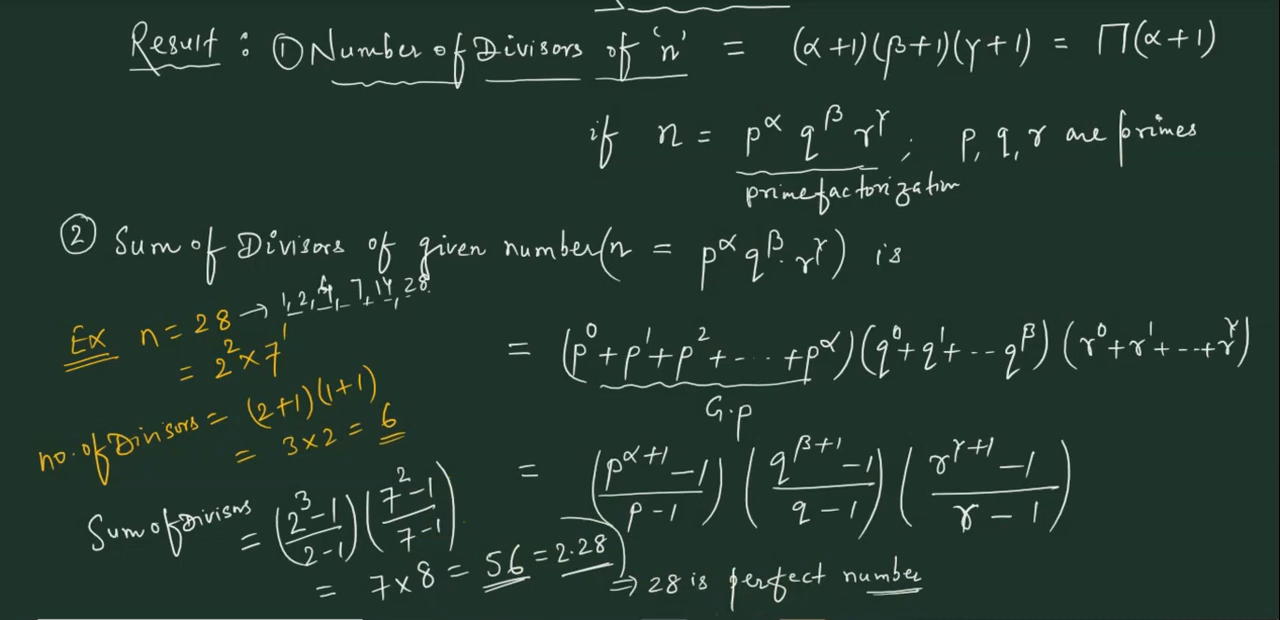 Result : ① Number of Divisors of 'n' = (α+1)(β+1)(γ+1) = Π(α+1)
if n = p^α q^β r^γ ; p, q, r are primes
prime factorization
② Sum of Divisors of given number (n = p^α q^β. r^γ) is
= (p^0 + p^1 + p^2 + - ... + p^α)(q^0 + q^1 + -- q^β)(r^0 + r^1 + -... + r^γ)
G.p
= (p^(α+1) - 1 / p - 1)(q^(β+1) - 1 / q - 1)(r^(γ+1) - 1 / r - 1)
Ex n = 28 → 1, 2, 4, 7, 14, 28.
= 2^2 × 7^1
no. of Divisors = (2+1)(1+1)
= 3 × 2 = 6
Sum of Divisors = (2^3 - 1 / 2 - 1)(7^2 - 1 / 7 - 1)
= 7 × 8 = 56 = 2.28
⇒ 28 is perfect number